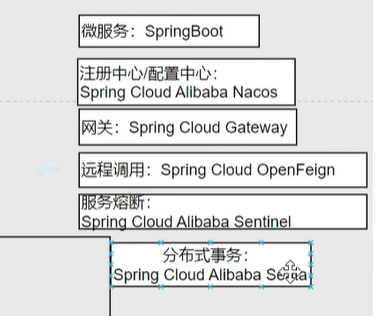 微服务：SpringBoot
注册中心/配置中心：
Spring Cloud Alibaba Nacos
网关：Spring Cloud Gateway
远程调用：Spring Cloud OpenFeign
服务熔断：
Spring Cloud Alibaba Sentinel
分布式事务：
Spring Cloud Alibaba